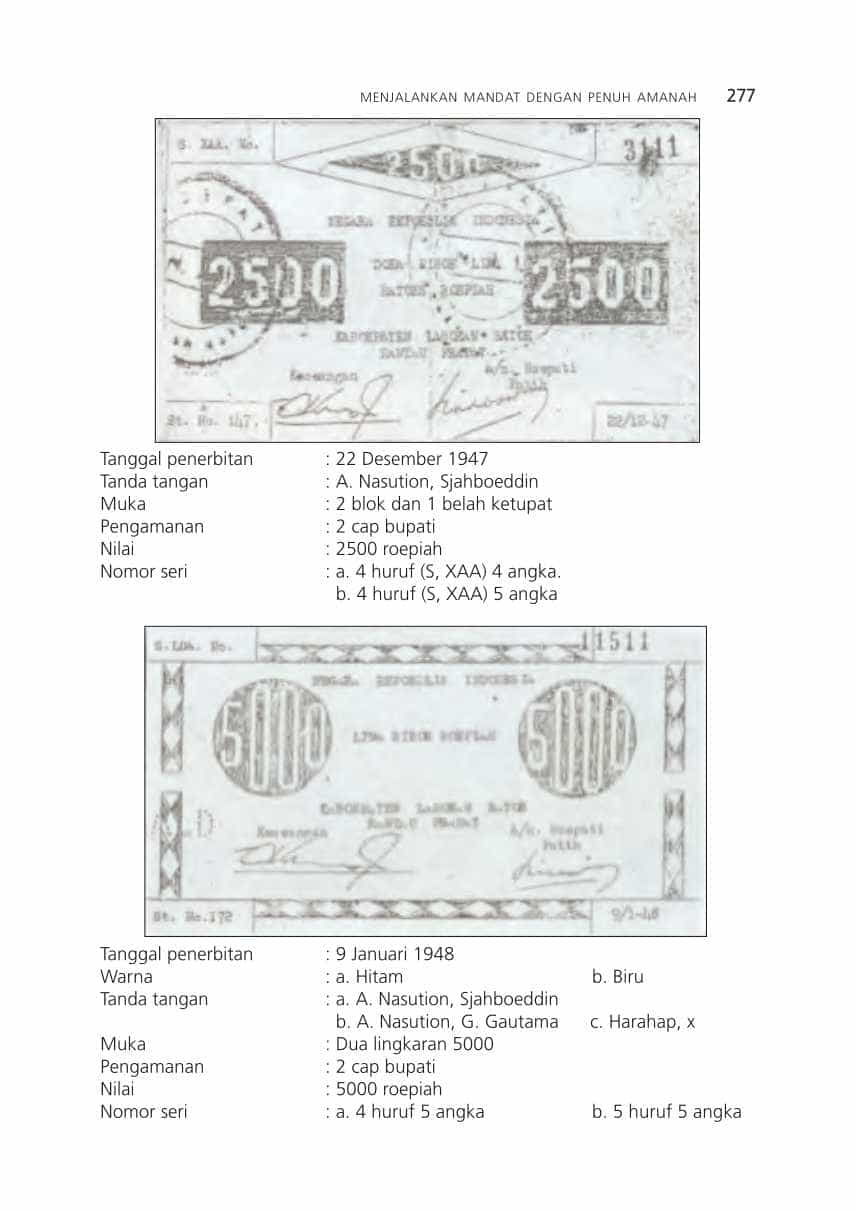 MENJALANKAN MANDAT DENGAN PENUH AMANAH 277
S. XAA. No.
2500
3111
NEGARA REPOEBLIK INDONESIA
2500
DOEA RIBOE LIMA
2500
RATOES ROEPIAH
KABOEPATEN LABOEAN BATOE
RANTAU PRAPAT
Keoeangan
A/n. Boepati
Patih
St. No. 147.
22/12-47
Tanggal penerbitan : 22 Desember 1947
Tanda tangan : A. Nasution, Sjahboeddin
Muka : 2 blok dan 1 belah ketupat
Pengamanan : 2 cap bupati
Nilai : 2500 roepiah
Nomor seri : a. 4 huruf (S, XAA) 4 angka.
b. 4 huruf (S, XAA) 5 angka
No.
11511
REPOEBLIK INDONESIA
5000
LIMA RIBOE ROEPIAH
5000
KABOEPATEN LABOEAN BATOE
Keoeangan
A/n. Boepati
Patih
St. No.172
9/1-48
Tanggal penerbitan : 9 Januari 1948
Warna : a. Hitam b. Biru
Tanda tangan : a. A. Nasution, Sjahboeddin
b. A. Nasution, G. Gautama c. Harahap, x
Muka : Dua lingkaran 5000
Pengamanan : 2 cap bupati
Nilai : 5000 roepiah
Nomor seri : a. 4 huruf 5 angka b. 5 huruf 5 angka